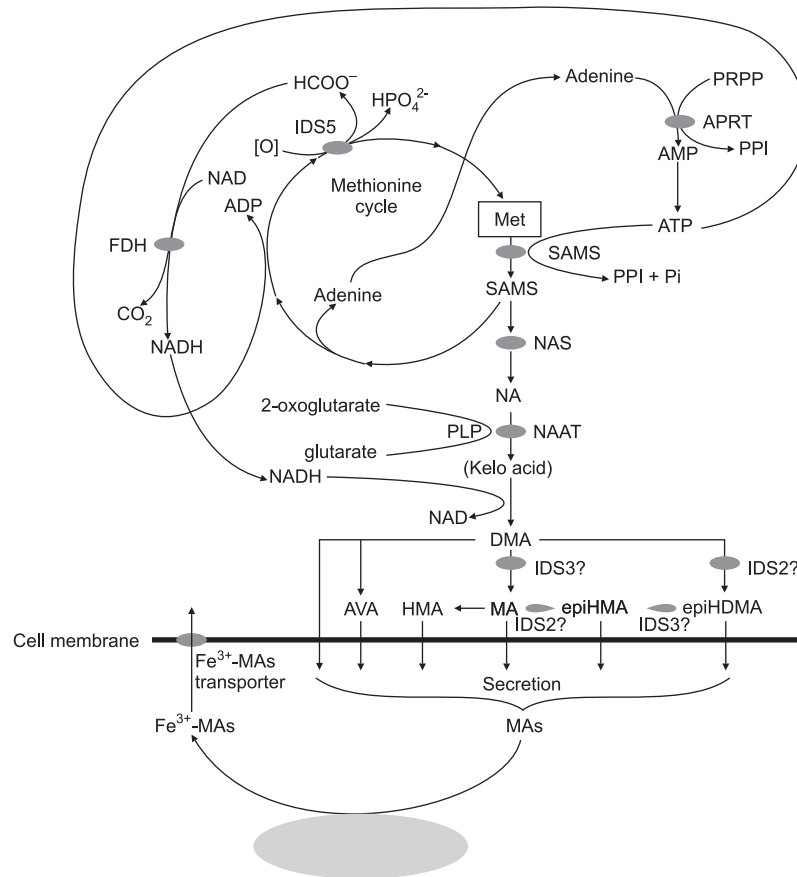 HCOO⁻
HPO₄²⁻
Adenine
PRPP
IDS5
APRT
[O]
AMP
PPI
NAD
Methionine
cycle
ADP
Met
ATP
FDH
SAMS
PPI + Pi
Adenine
SAMS
CO₂
NADH
NAS
NA
2-oxoglutarate
PLP
NAAT
glutarate
(Kelo acid)
NADH
NAD
DMA
IDS3?
IDS2?
AVA
HMA
MA
epiHMA
epiHDMA
IDS2?
IDS3?
Cell membrane
Fe³⁺-MAs
transporter
Secretion
Fe³⁺-MAs
MAs